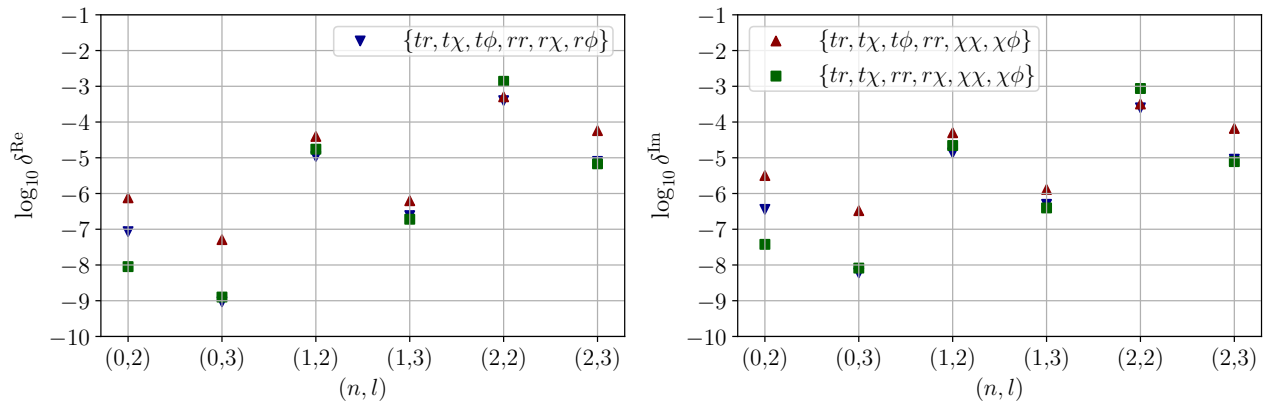 −1
−2
−3
−4
−5
−6
−7
−8
−9
−10
log₁₀ δ^Re
{tr, tχ, tϕ, rr, rχ, rϕ}
(0,2) (0,3) (1,2) (1,3) (2,2) (2,3)
(n, l)
−1
−2
−3
−4
−5
−6
−7
−8
−9
−10
log₁₀ δ^Im
{tr, tχ, tϕ, rr, χχ, χϕ}
{tr, tχ, rr, rχ, χχ, χϕ}
(0,2) (0,3) (1,2) (1,3) (2,2) (2,3)
(n, l)